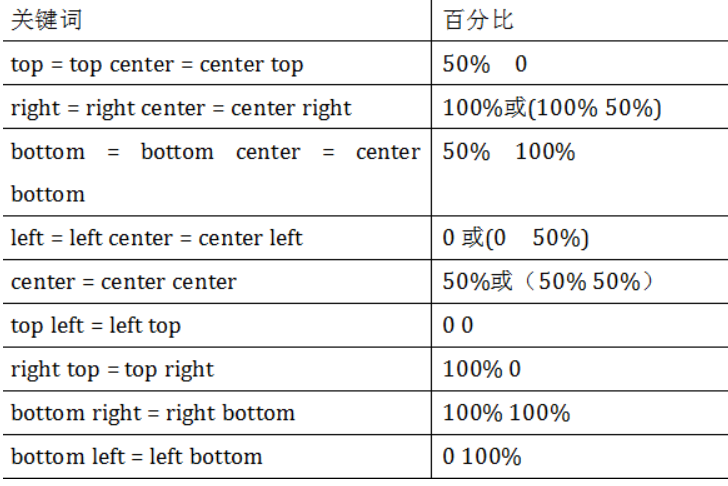 关键词 百分比
top = top center = center top 50% 0
right = right center = center right 100%或(100% 50%)
bottom = bottom center = center 50% 100%
bottom
left = left center = center left 0 或(0 50%)
center = center center 50%或（50% 50%）
top left = left top 0 0
right top = top right 100% 0
bottom right = right bottom 100% 100%
bottom left = left bottom 0 100%